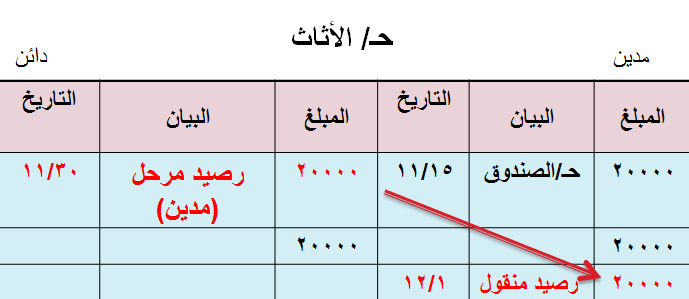 حـ/ الأثاث
مدين دائن
المبلغ البيان التاريخ المبلغ البيان التاريخ
٢٠٠٠٠ حـ/الصندوق ١١/١٥ ٢٠٠٠٠ رصيد مرحل ١١/٣٠
(مدين)
٢٠٠٠٠ ٢٠٠٠٠
٢٠٠٠٠ رصيد منقول ١٢/١